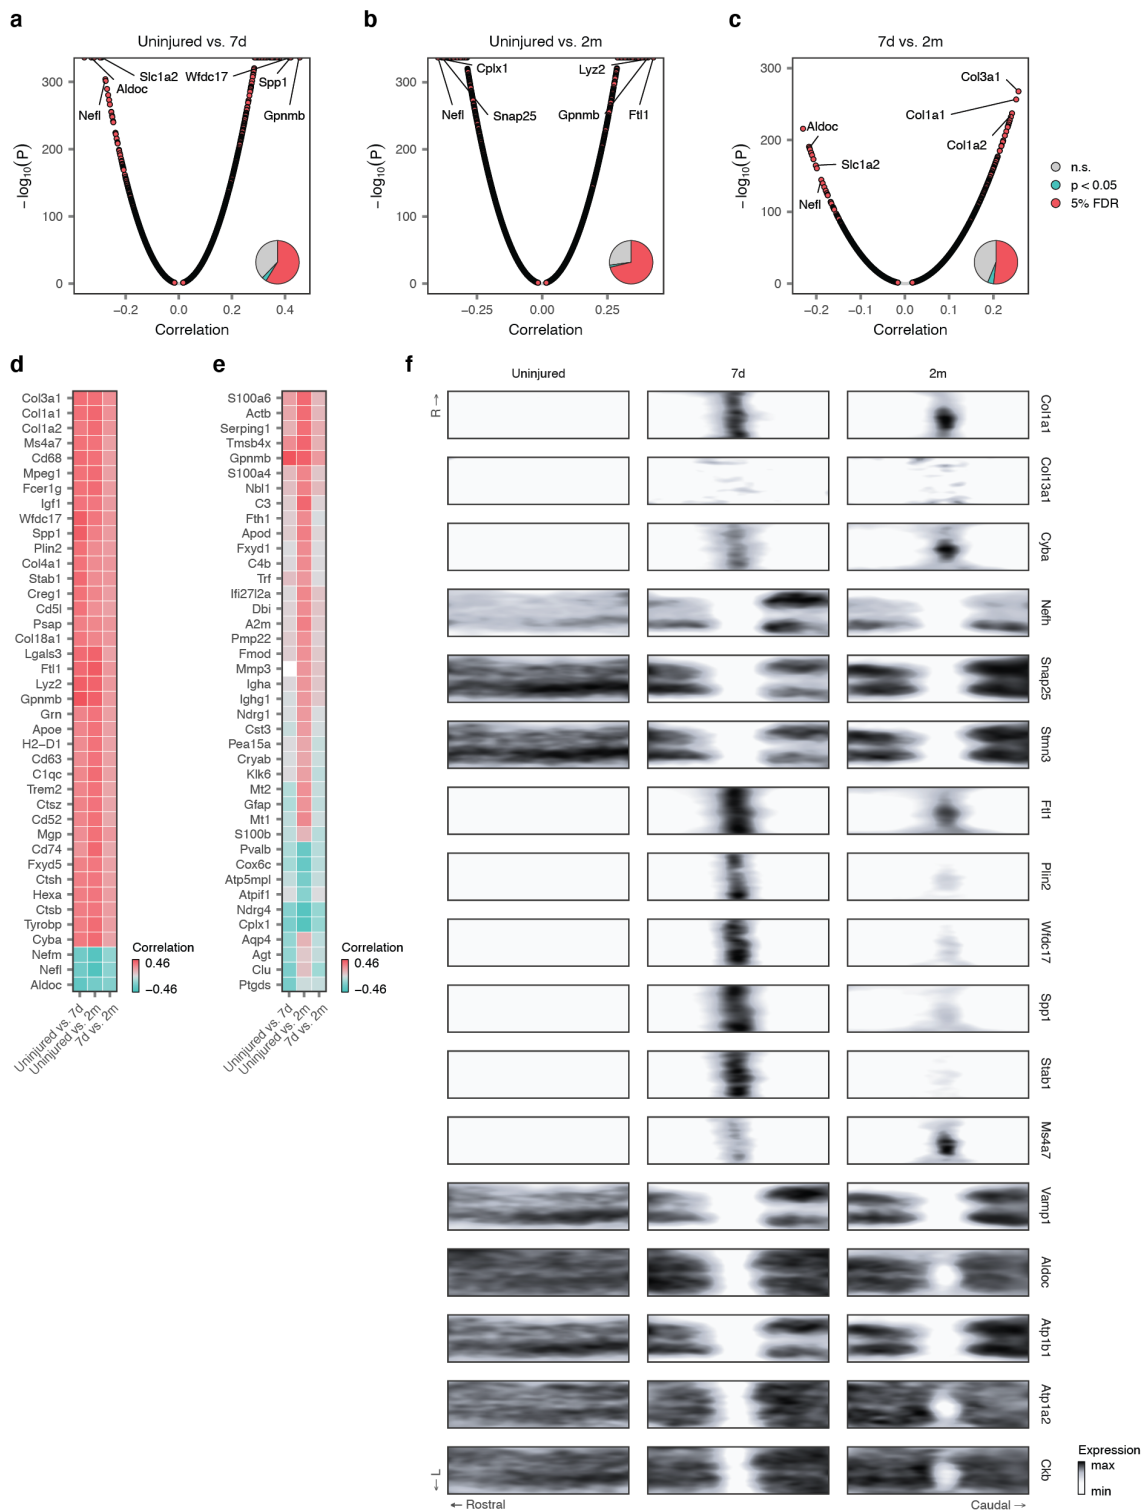 a
Uninjured vs. 7d
Slc1a2
Wfdc17
Aldoc
Spp1
Nefl
Gpnmb
300
200
100
0
− log10(P)
−0.2
0.0
0.2
0.4
Correlation
b
Uninjured vs. 2m
Cplx1
Lyz2
Nefl
Snap25
Gpnmb
Ftl1
300
200
100
0
− log10(P)
−0.25
0.00
0.25
Correlation
c
7d vs. 2m
Col3a1
Col1a1
Aldoc
Col1a2
Slc1a2
Nefl
300
200
100
0
− log10(P)
−0.2
−0.1
0.0
0.1
0.2
Correlation
n.s.
p < 0.05
5% FDR
d
Col3a1
Col1a1
Col1a2
Ms4a7
Cd68
Mpeg1
Fcer1g
Igf1
Wfdc17
Spp1
Plin2
Col4a1
Stab1
Creg1
Cd5l
Psap
Col18a1
Lgals3
Ftl1
Lyz2
Gpnmb
Grn
Apoe
H2−D1
Cd63
C1qc
Trem2
Ctsz
Cd52
Mgp
Cd74
Fxyd5
Ctsh
Hexa
Ctsb
Tyrobp
Cyba
Nefm
Nefl
Aldoc
Uninjured vs. 7d
Uninjured vs. 2m
7d vs. 2m
Correlation
0.46
−0.46
e
S100a6
Actb
Serping1
Tmsb4x
Gpnmb
S100a4
Nbl1
C3
Fth1
Apod
Fxyd1
C4b
Trf
Ifi27l2a
Dbi
A2m
Pmp22
Fmod
Mmp3
Igha
Ighg1
Ndrg1
Cst3
Pea15a
Cryab
Klk6
Mt2
Gfap
Mt1
S100b
Pvalb
Cox6c
Atp5mpl
Atpif1
Ndrg4
Cplx1
Aqp4
Agt
Clu
Ptgds
Uninjured vs. 7d
Uninjured vs. 2m
7d vs. 2m
Correlation
0.46
−0.46
f
Uninjured
7d
2m
R →
Col1a1
Col13a1
Cyba
Nefh
Snap25
Stmn3
Ftl1
Plin2
Wfdc17
Spp1
Stab1
Ms4a7
Vamp1
Aldoc
Atp1b1
Atp1a2
Ckb
← L
← Rostral
Caudal →
Expression
max
min